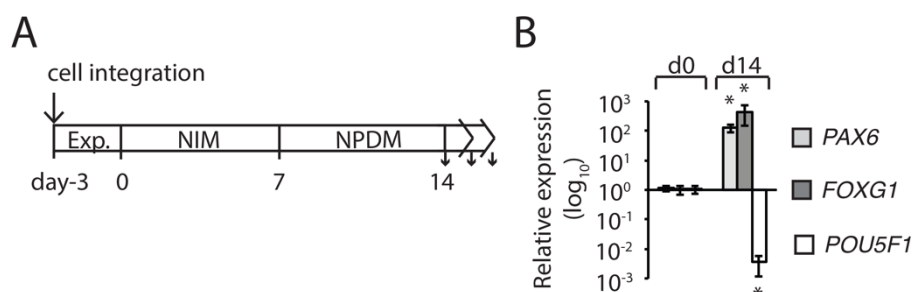 A
cell integration
Exp. NIM NPDM
day-3 0 7 14
B
d0 d14
* *
Relative expression
(log10)
10³
10²
10¹
10⁰
10⁻¹
10⁻²
10⁻³
*
PAX6
FOXG1
POU5F1